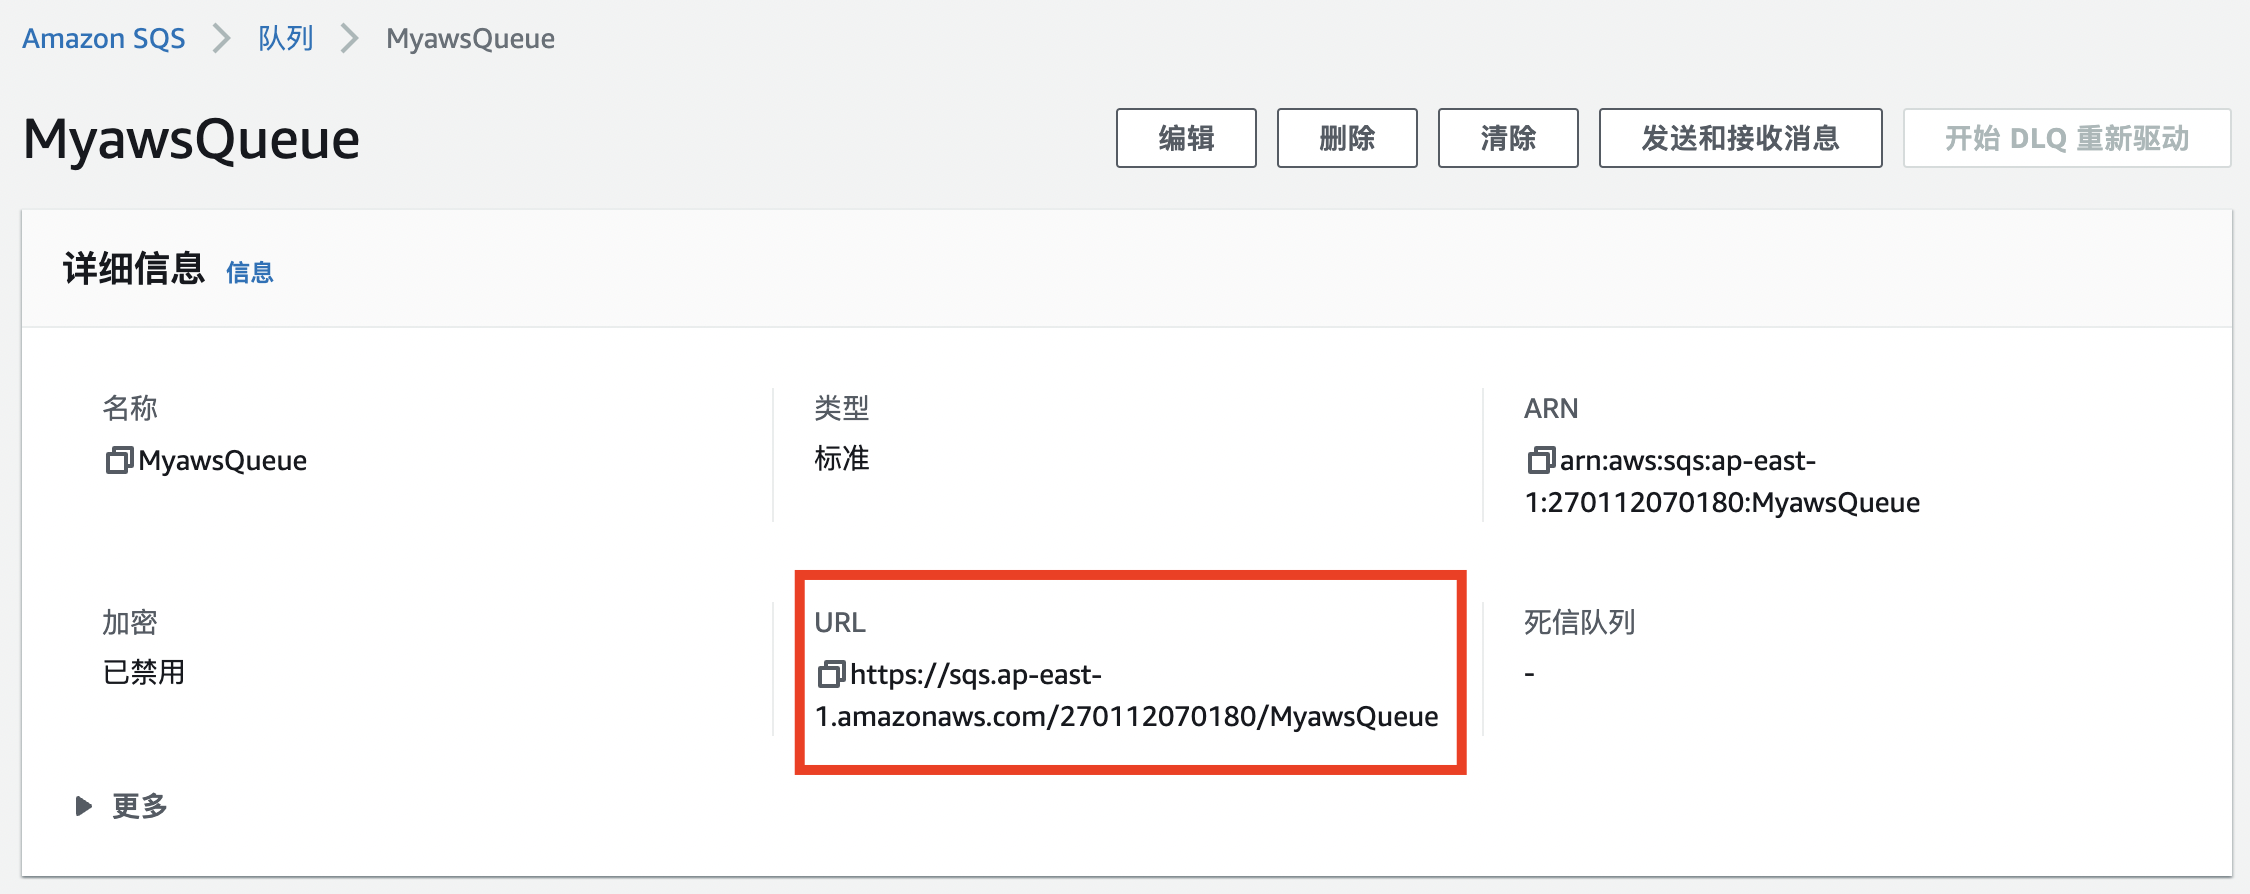 Amazon SQS > 队列 > MyawsQueue
MyawsQueue
编辑 删除 清除 发送和接收消息 开始 DLQ 重新驱动
详细信息 信息
名称
MyawsQueue
类型
标准
ARN
arn:aws:sqs:ap-east-
1:270112070180:MyawsQueue
加密
已禁用
URL
https://sqs.ap-east-
1.amazonaws.com/270112070180/MyawsQueue
死信队列
-
更多